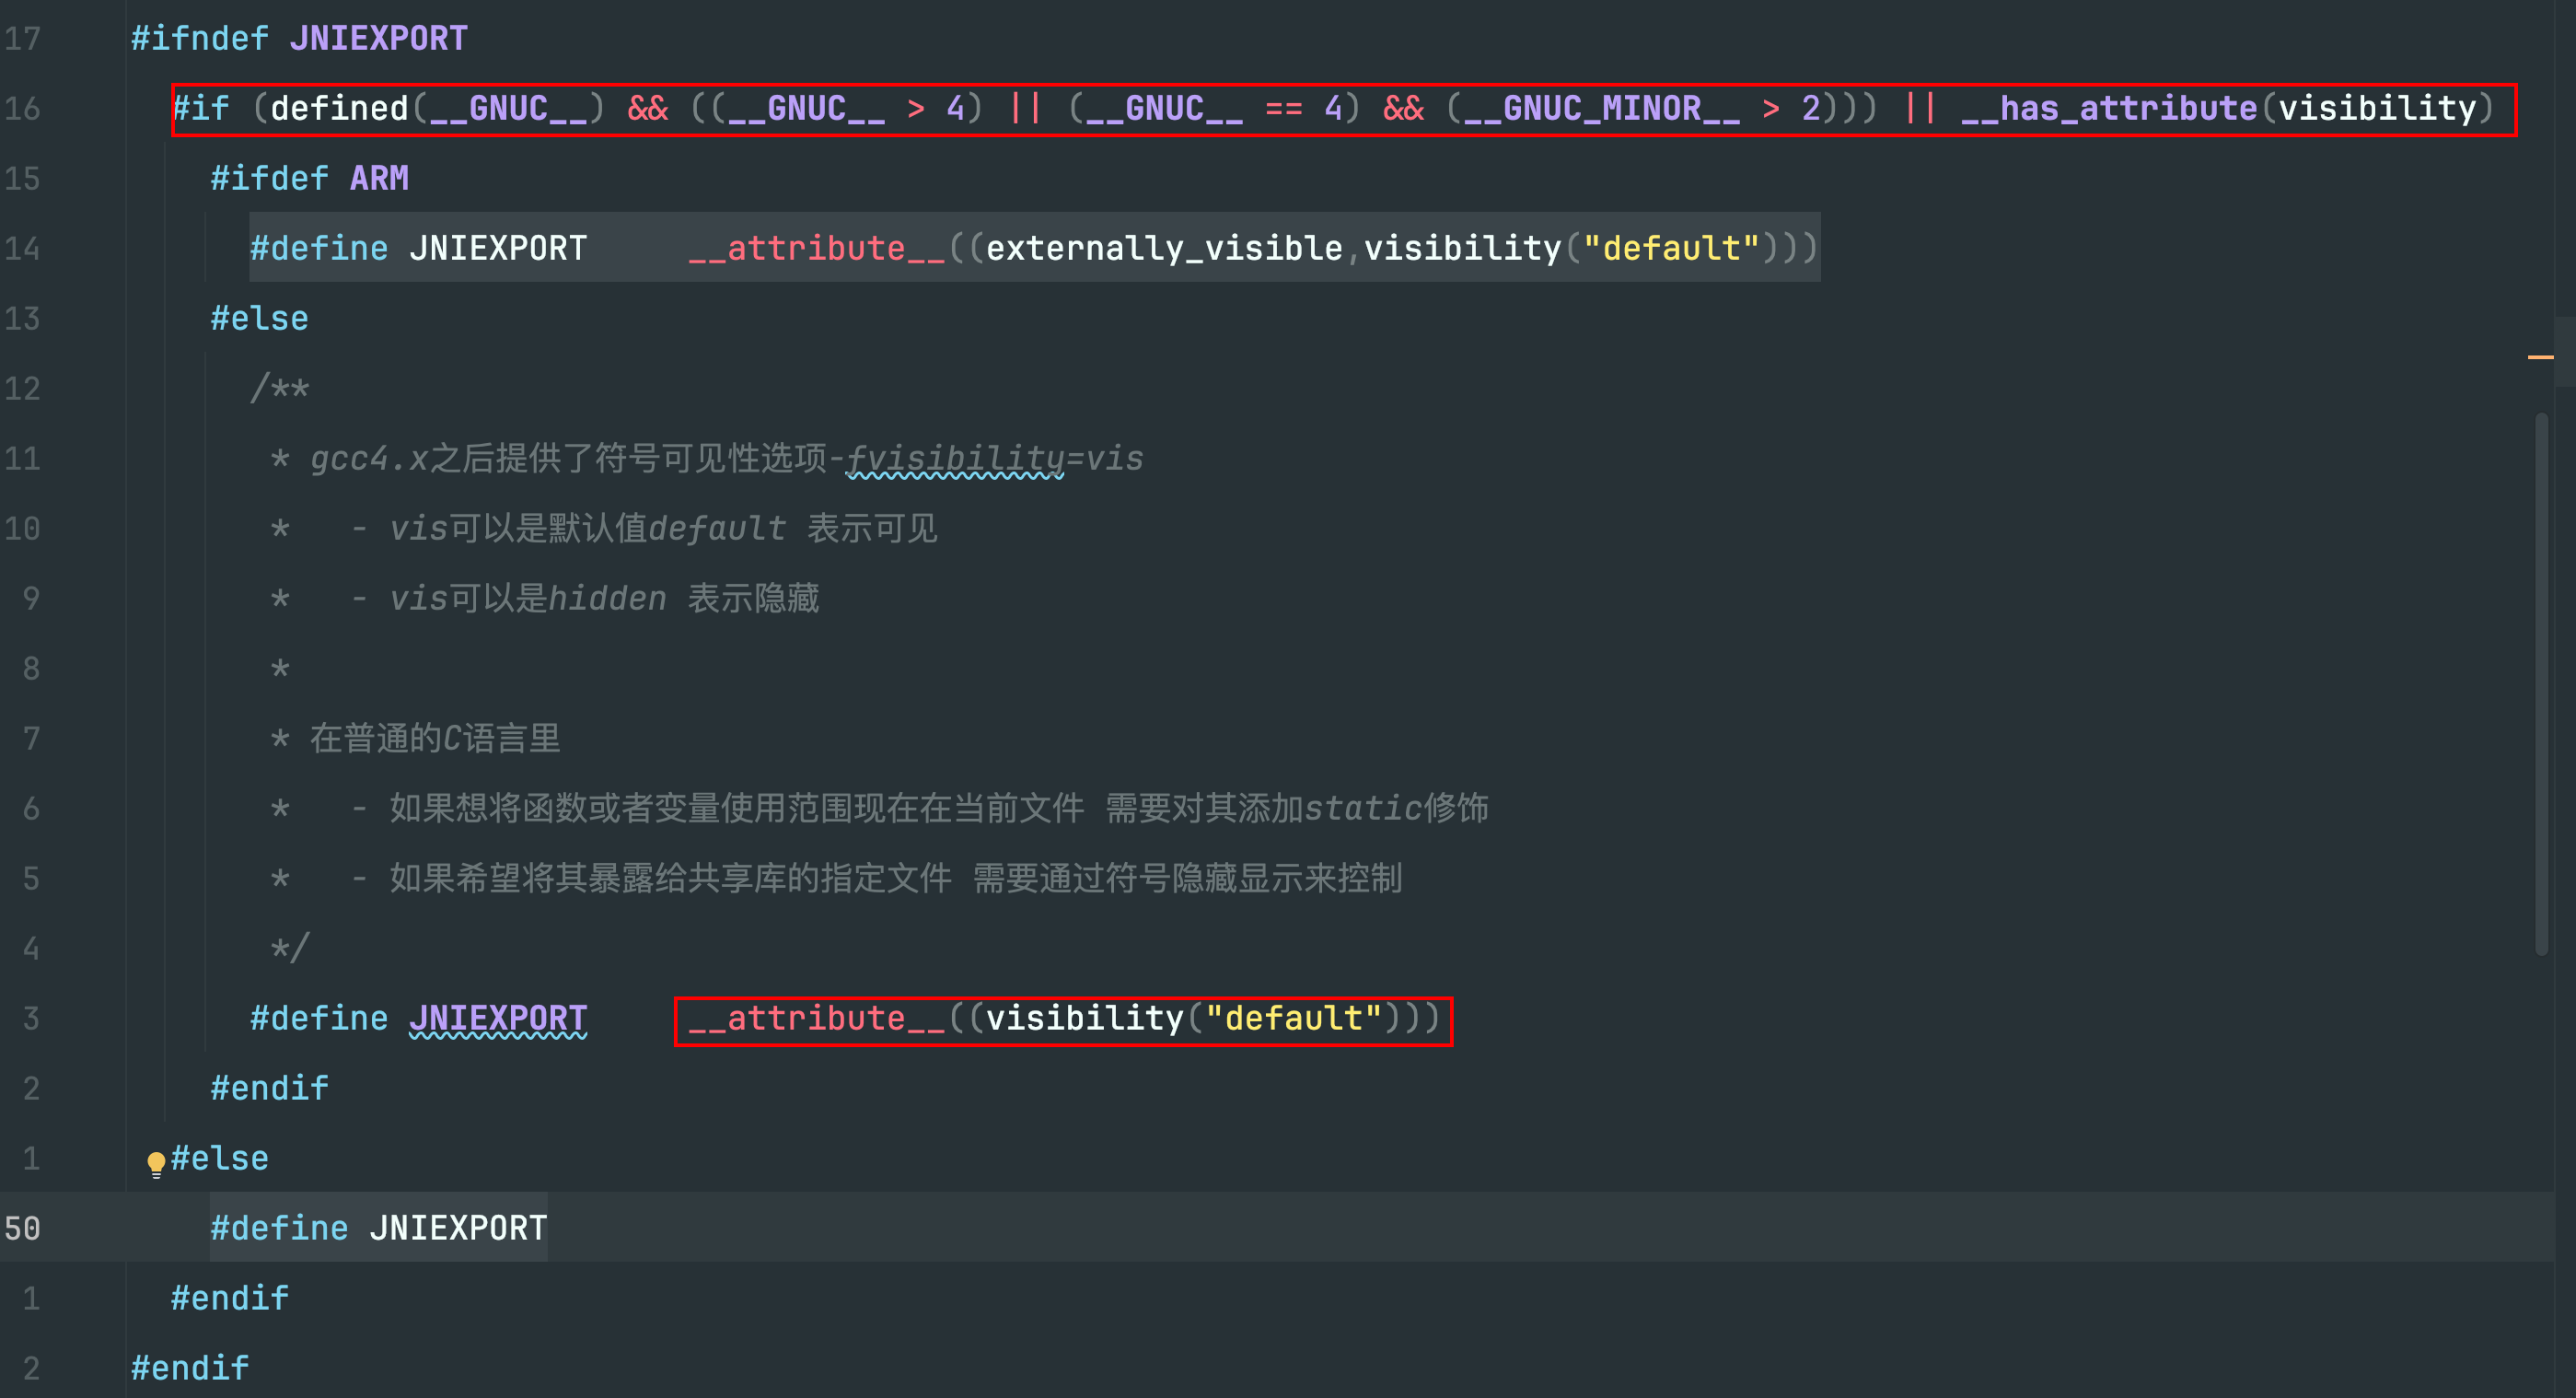 17 #ifndef JNIEXPORT
16 #if (defined(__GNUC__) && ((__GNUC__ > 4) || (__GNUC__ == 4) && (__GNUC_MINOR__ > 2))) || __has_attribute(visibility)
15 #ifdef ARM
14 #define JNIEXPORT __attribute__((externally_visible,visibility("default")))
13 #else
12 /**
11 * gcc4.x之后提供了符号可见性选项-fvisibility=vis
10 * - vis可以是默认值default 表示可见
9 * - vis可以是hidden 表示隐藏
8 *
7 * 在普通的C语言里
6 * - 如果想将函数或者变量使用范围现在在当前文件 需要对其添加static修饰
5 * - 如果希望将其暴露给共享库的指定文件 需要通过符号隐藏显示来控制
4 */
3 #define JNIEXPORT __attribute__((visibility("default")))
2 #endif
1 #else
50 #define JNIEXPORT
1 #endif
2 #endif